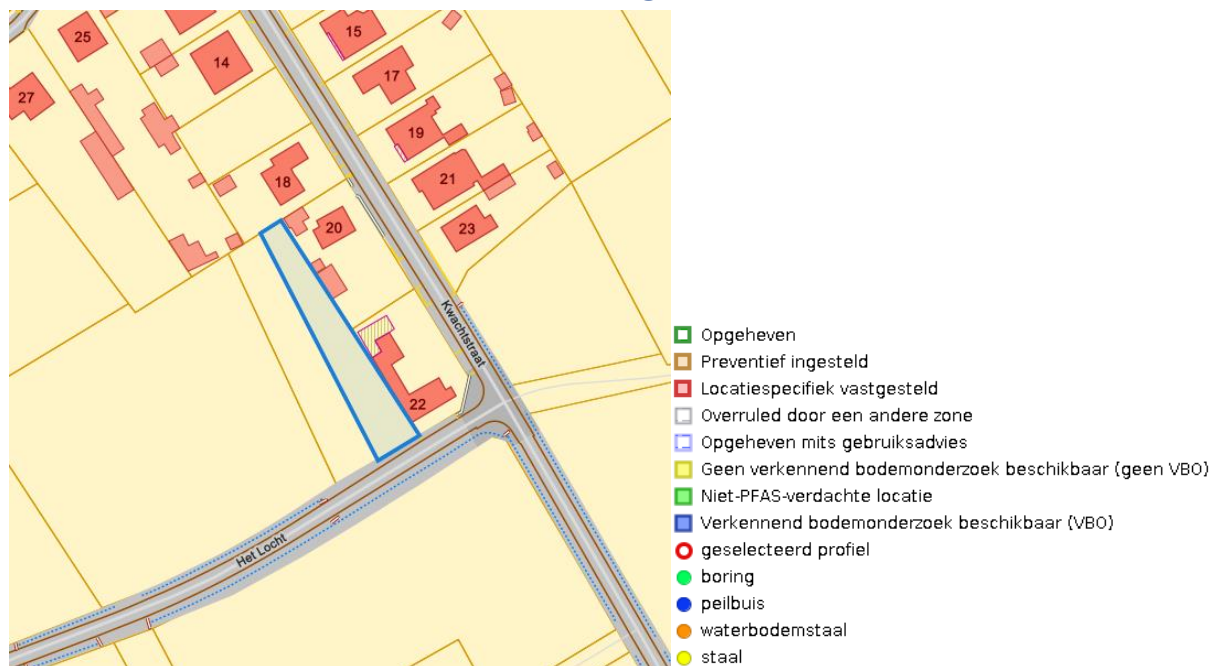 25
14
27
15
17
19
18
21
20
23
Kwachtstraat
22
Het Locht
Opgeheven
Preventief ingesteld
Locatiespecifiek vastgesteld
Overruled door een andere zone
Opgeheven mits gebruiksadvies
Geen verkennend bodemonderzoek beschikbaar (geen VBO)
Niet-PFAS-verdachte locatie
Verkennend bodemonderzoek beschikbaar (VBO)
geselecteerd profiel
boring
peilbuis
waterbodemstaal
staal